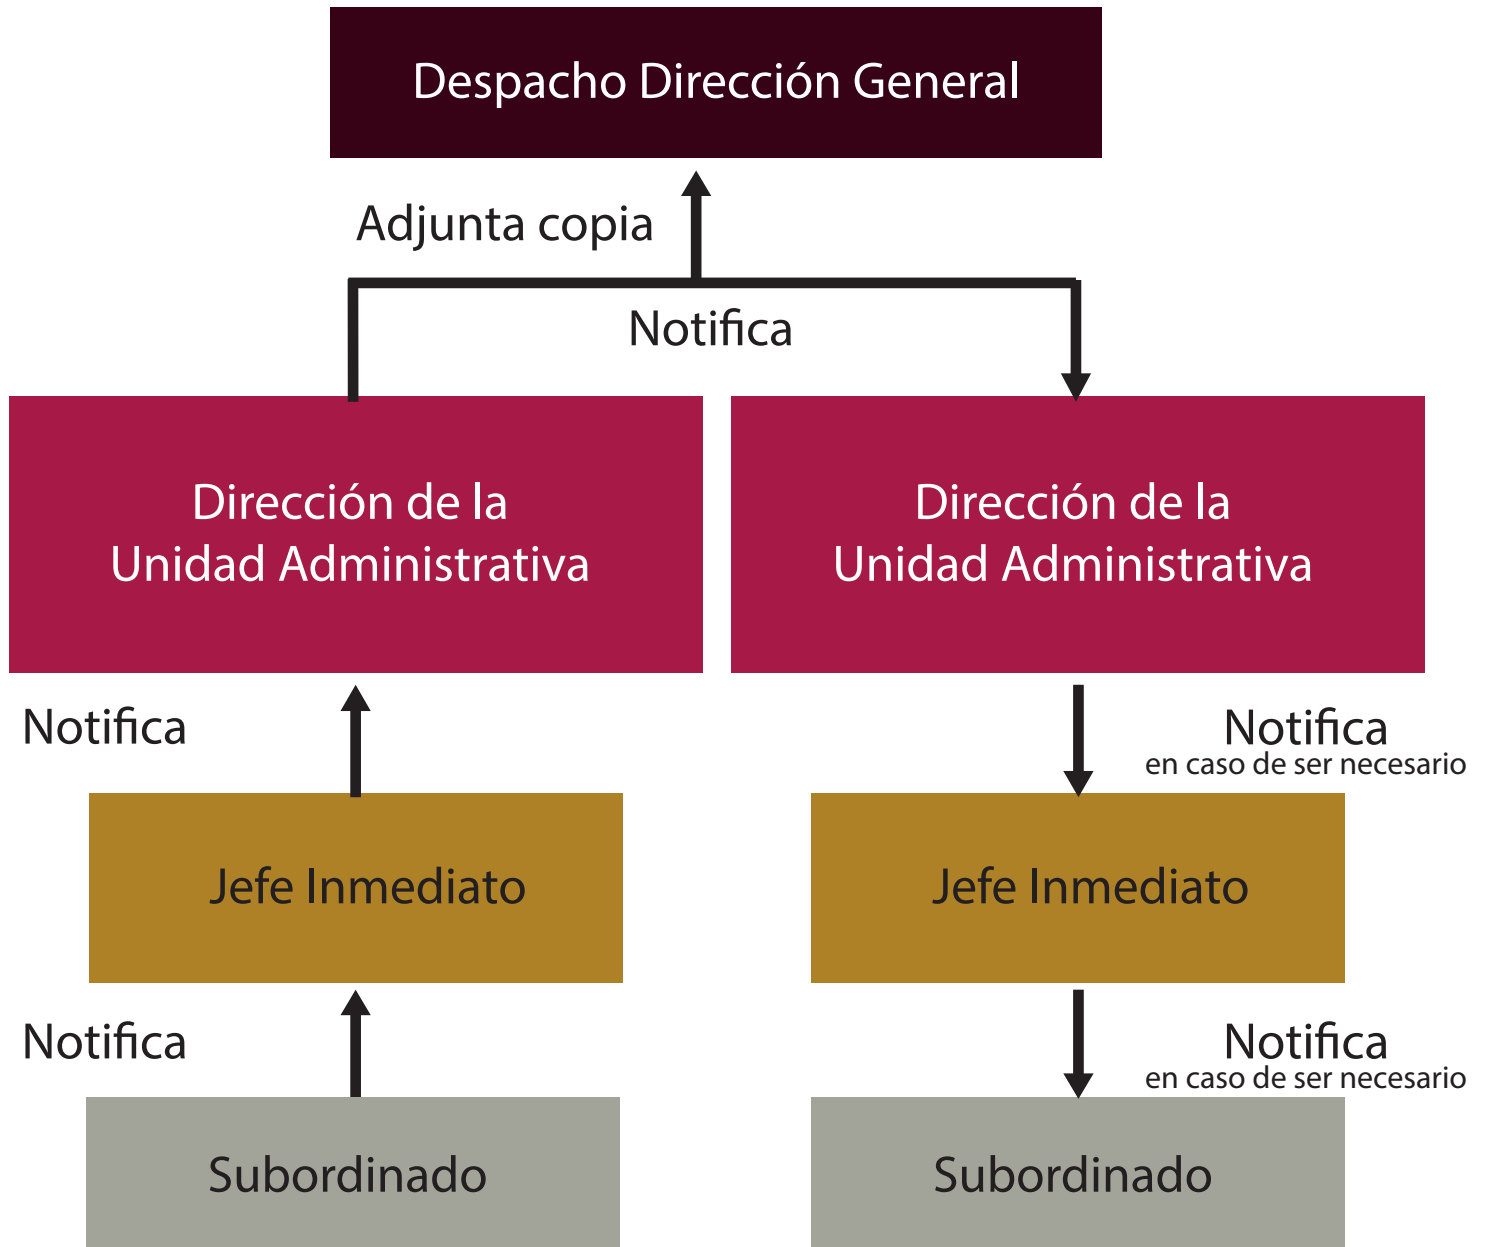 Despacho Dirección General
Adjunta copia
Notifica
Dirección de la
Unidad Administrativa
Dirección de la
Unidad Administrativa
Notifica
Notifica
en caso de ser necesario
Jefe Inmediato
Jefe Inmediato
Notifica
Notifica
en caso de ser necesario
Subordinado
Subordinado